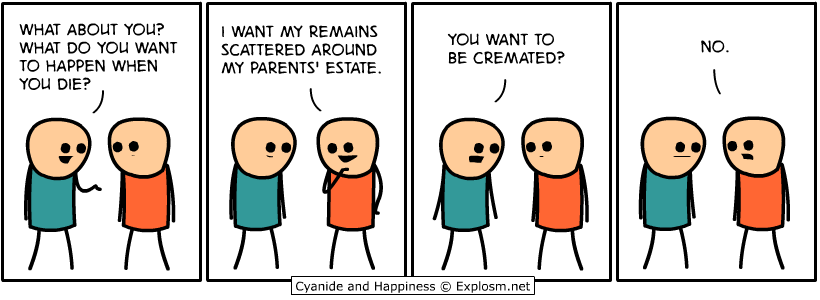 WHAT ABOUT YOU?
WHAT DO YOU WANT
TO HAPPEN WHEN
YOU DIE?
I WANT MY REMAINS
SCATTERED AROUND
MY PARENTS' ESTATE.
YOU WANT TO
BE CREMATED?
NO.
Cyanide and Happiness © Explosm.net